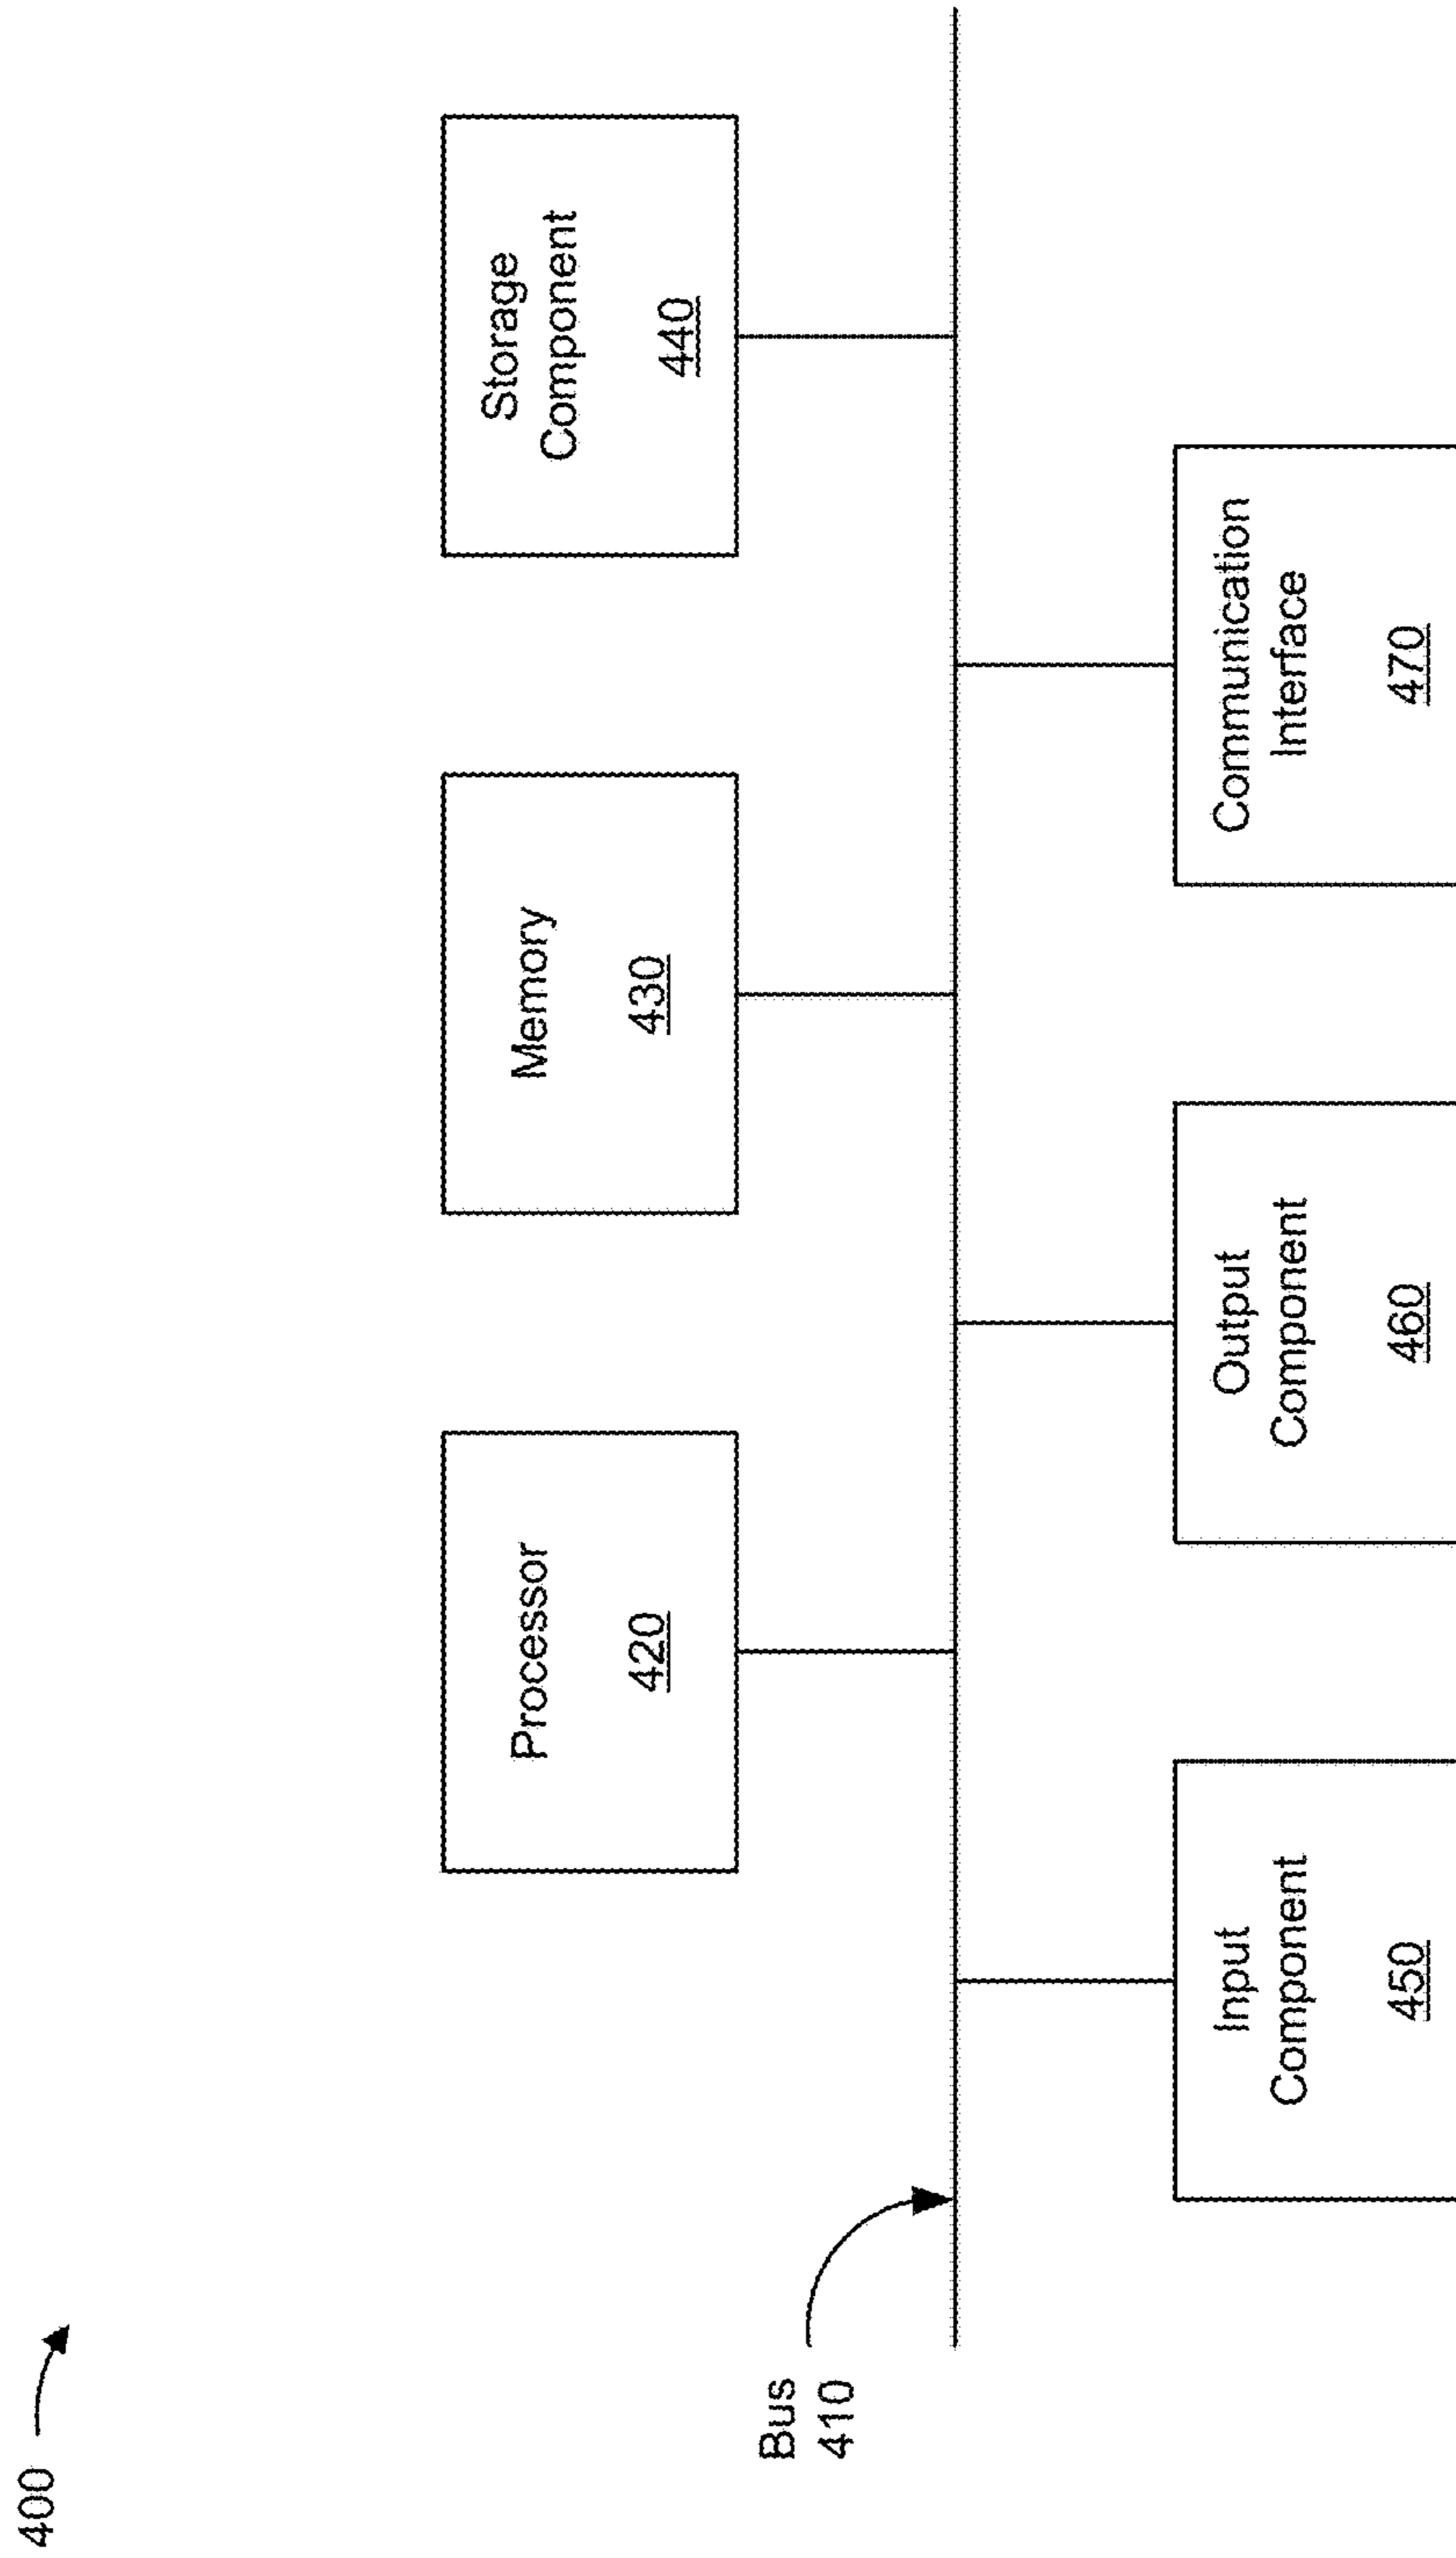 400
Processor
420
Memory
430
Storage
Component
440
Bus
410
Input
Component
450
Output
Component
460
Communication
Interface
470